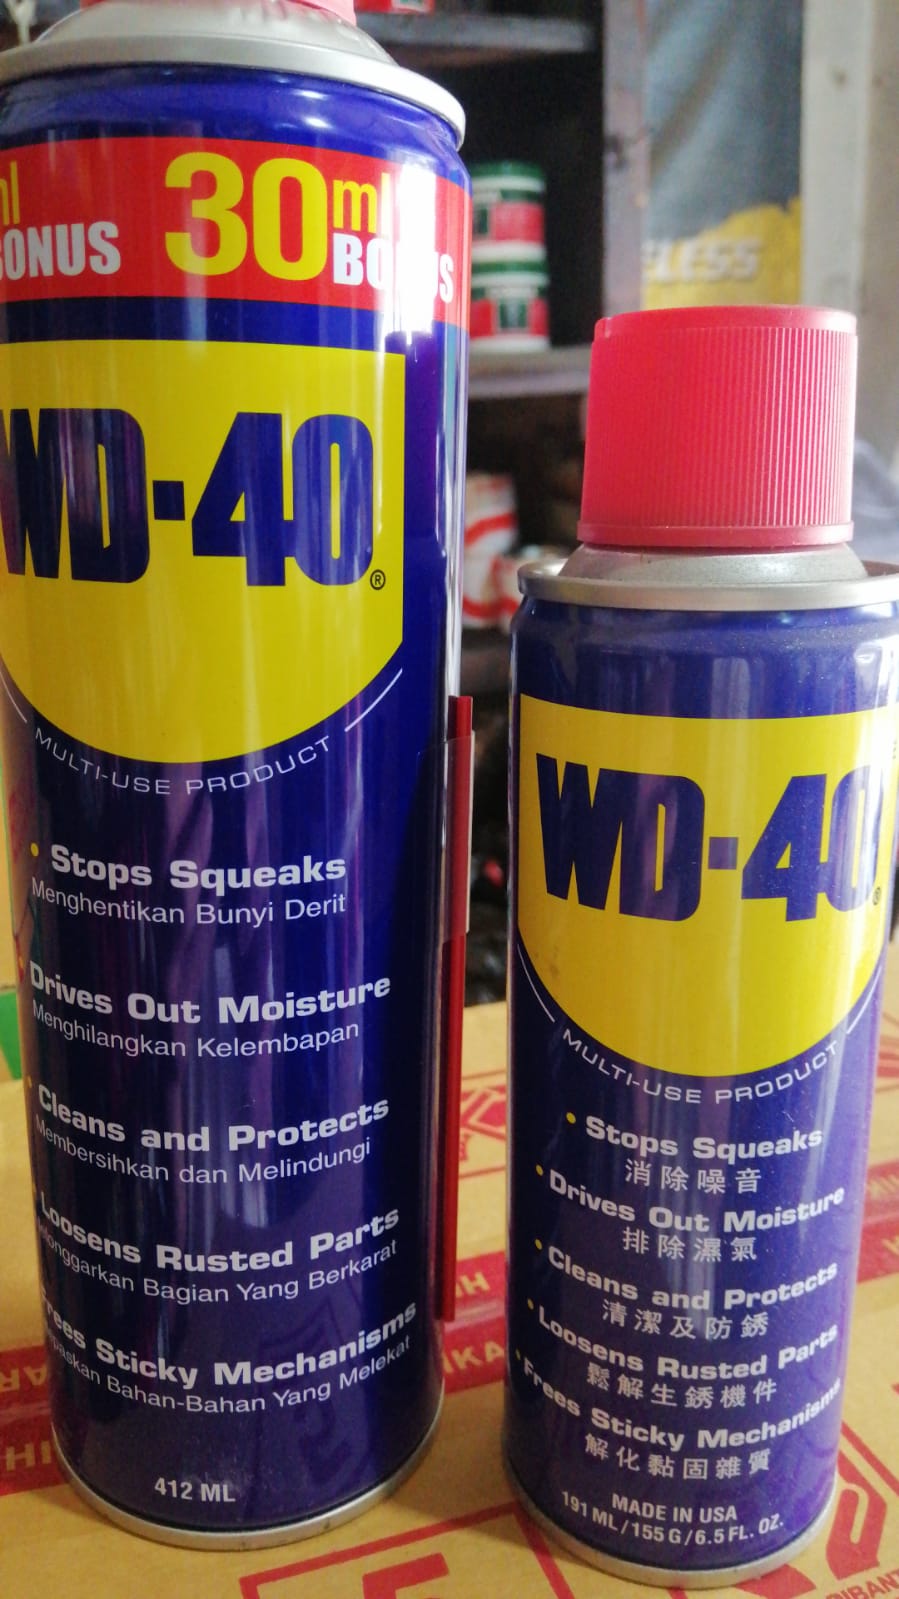 ml
BONUS
30ml
BONUS
WD-40®
MULTI-USE PRODUCT
• Stops Squeaks
Menghentikan Bunyi Derit
Drives Out Moisture
Menghilangkan Kelembapan
Cleans and Protects
Membersihkan dan Melindungi
Loosens Rusted Parts
Bagian Yang Berkarat
Frees Sticky Mechanisms
Bahan-Bahan Yang Melekat
412 ML
WD-40®
MULTI-USE PRODUCT
• Stops Squeaks
消除噪音
• Drives Out Moisture
排除濕氣
• Cleans and Protects
清潔及防銹
• Loosens Rusted Parts
鬆解生銹機件
• Frees Sticky Mechanisms
解化黏固雜質
MADE IN USA
191 ML/155 G/6.5 FL. OZ.